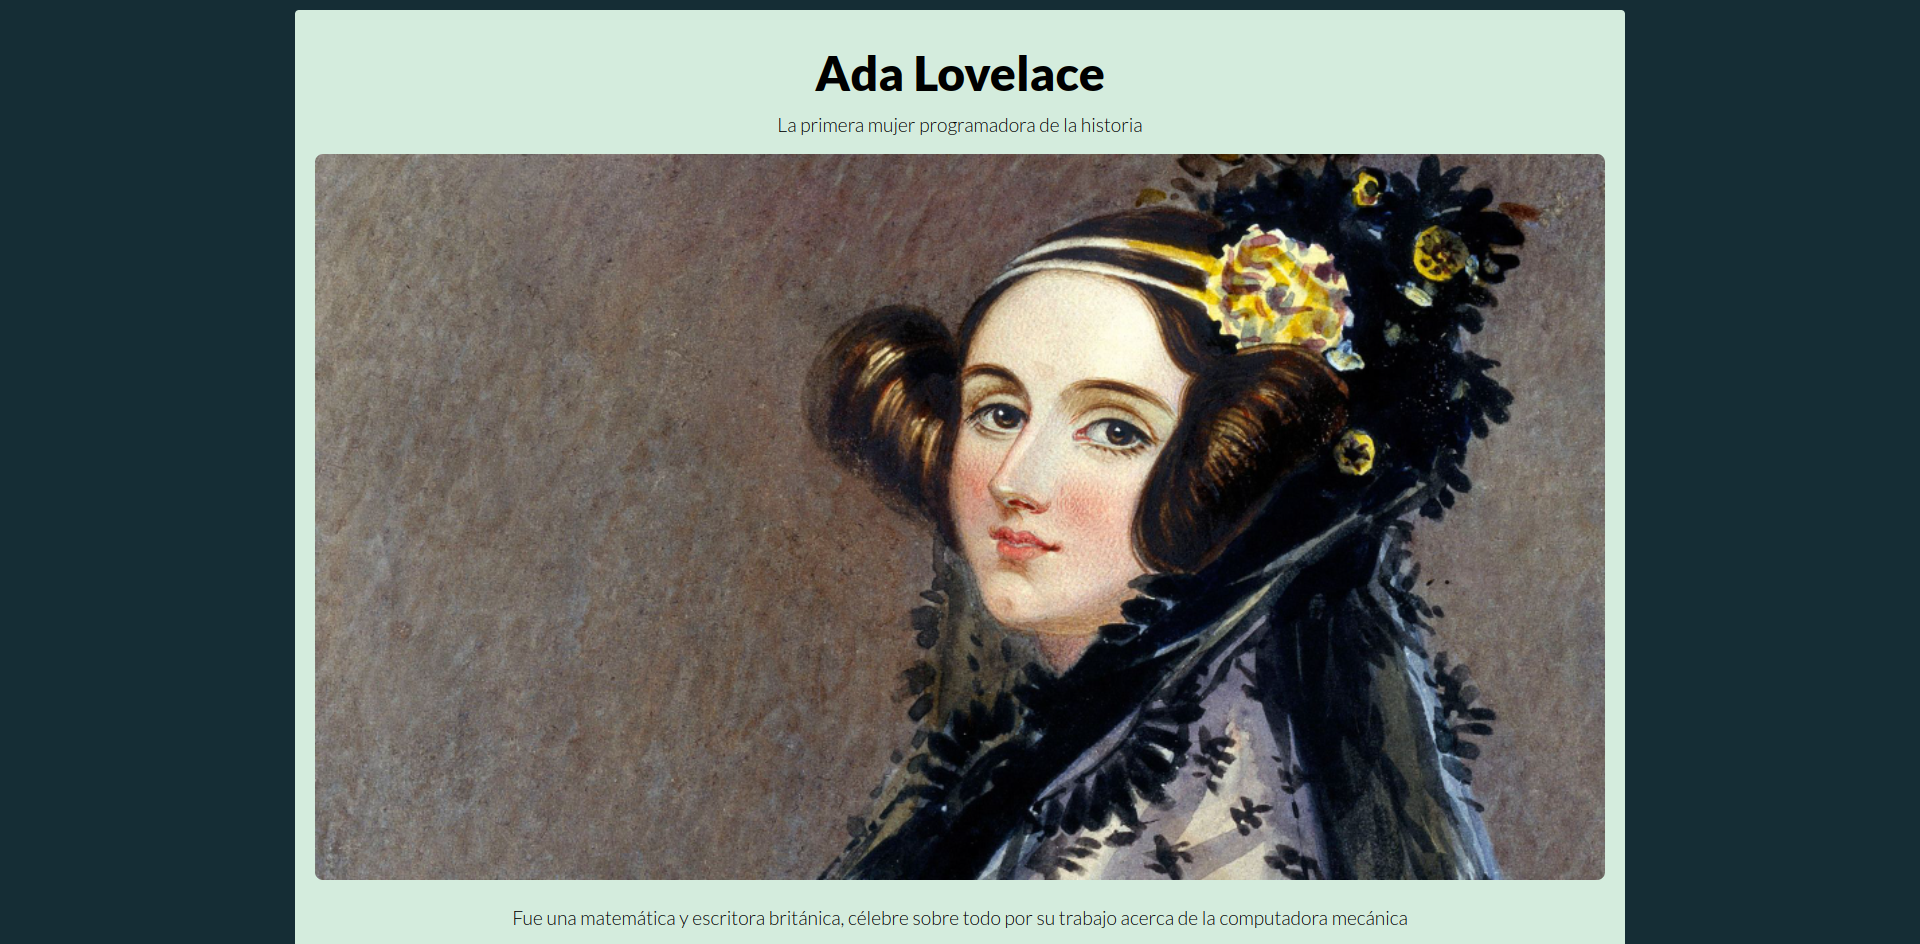 Ada Lovelace
La primera mujer programadora de la historia
Fue una matemática y escritora británica, célebre sobre todo por su trabajo acerca de la computadora mecánica